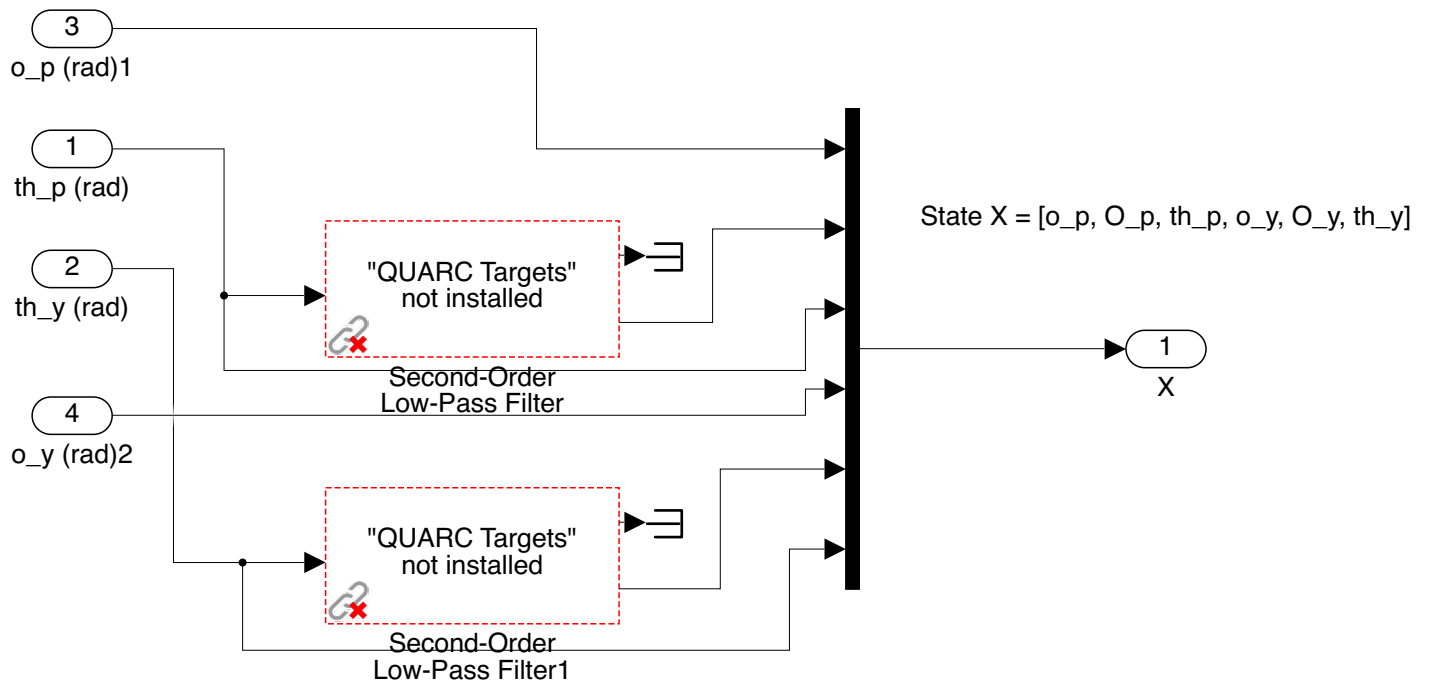 3
o_p (rad)1
1
th_p (rad)
State X = [o_p, O_p, th_p, o_y, O_y, th_y]
2
th_y (rad)
"QUARC Targets"
not installed
1
X
Second-Order
Low-Pass Filter
4
o_y (rad)2
"QUARC Targets"
not installed
Second-Order
Low-Pass Filter1